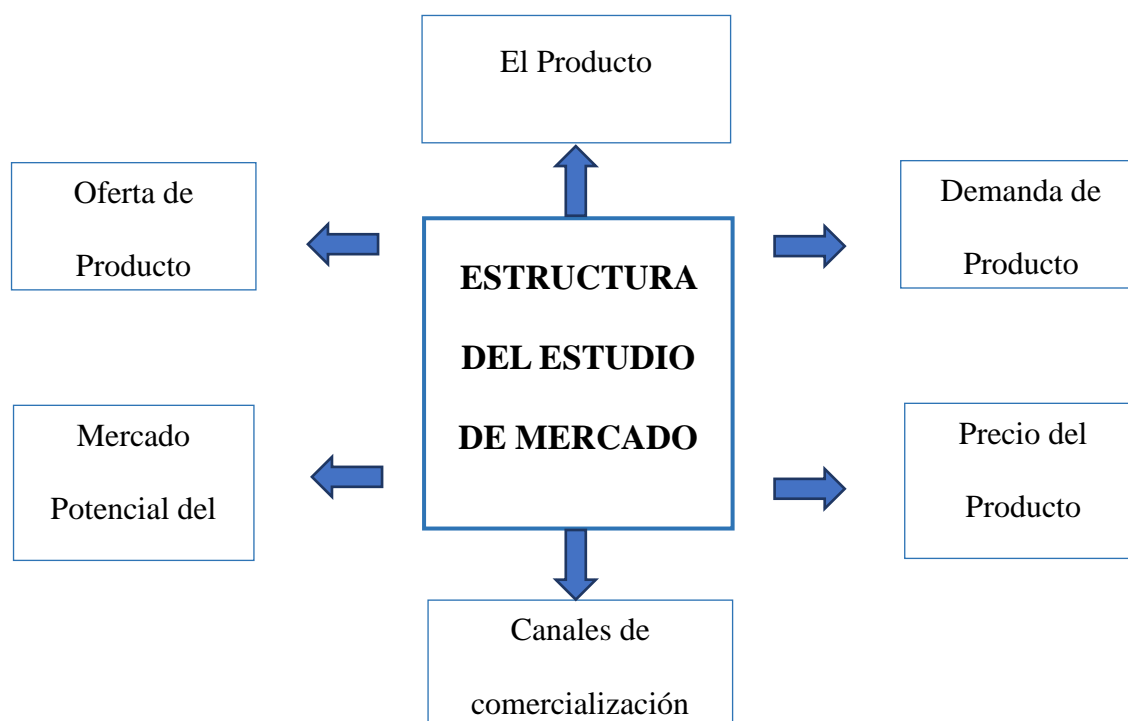 El Producto
Oferta de
Producto
Demanda de
Producto
ESTRUCTURA
DEL ESTUDIO
DE MERCADO
Mercado
Potencial del
Precio del
Producto
Canales de
comercialización